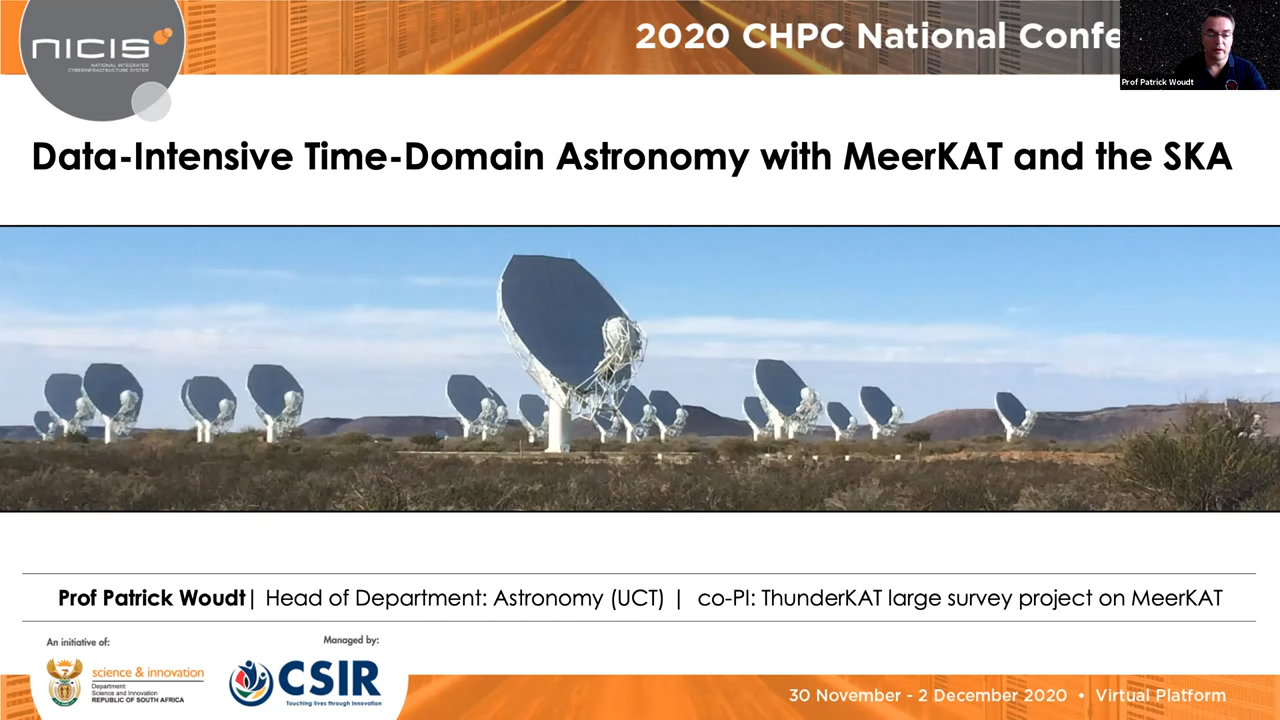 nicis
NATIONAL INTEGRATED
CYBERINFRASTRUCTURE SYSTEM
2020 CHPC National Confe
Prof Patrick Woudt
Data-Intensive Time-Domain Astronomy with MeerKAT and the SKA
Prof Patrick Woudt| Head of Department: Astronomy (UCT) | co-PI: ThunderKAT large survey project on MeerKAT
An initiative of:
Managed by:
science & innovation
Department:
Science and Innovation
REPUBLIC OF SOUTH AFRICA
CSIR
Touching lives through innovation
30 November - 2 December 2020 • Virtual Platform